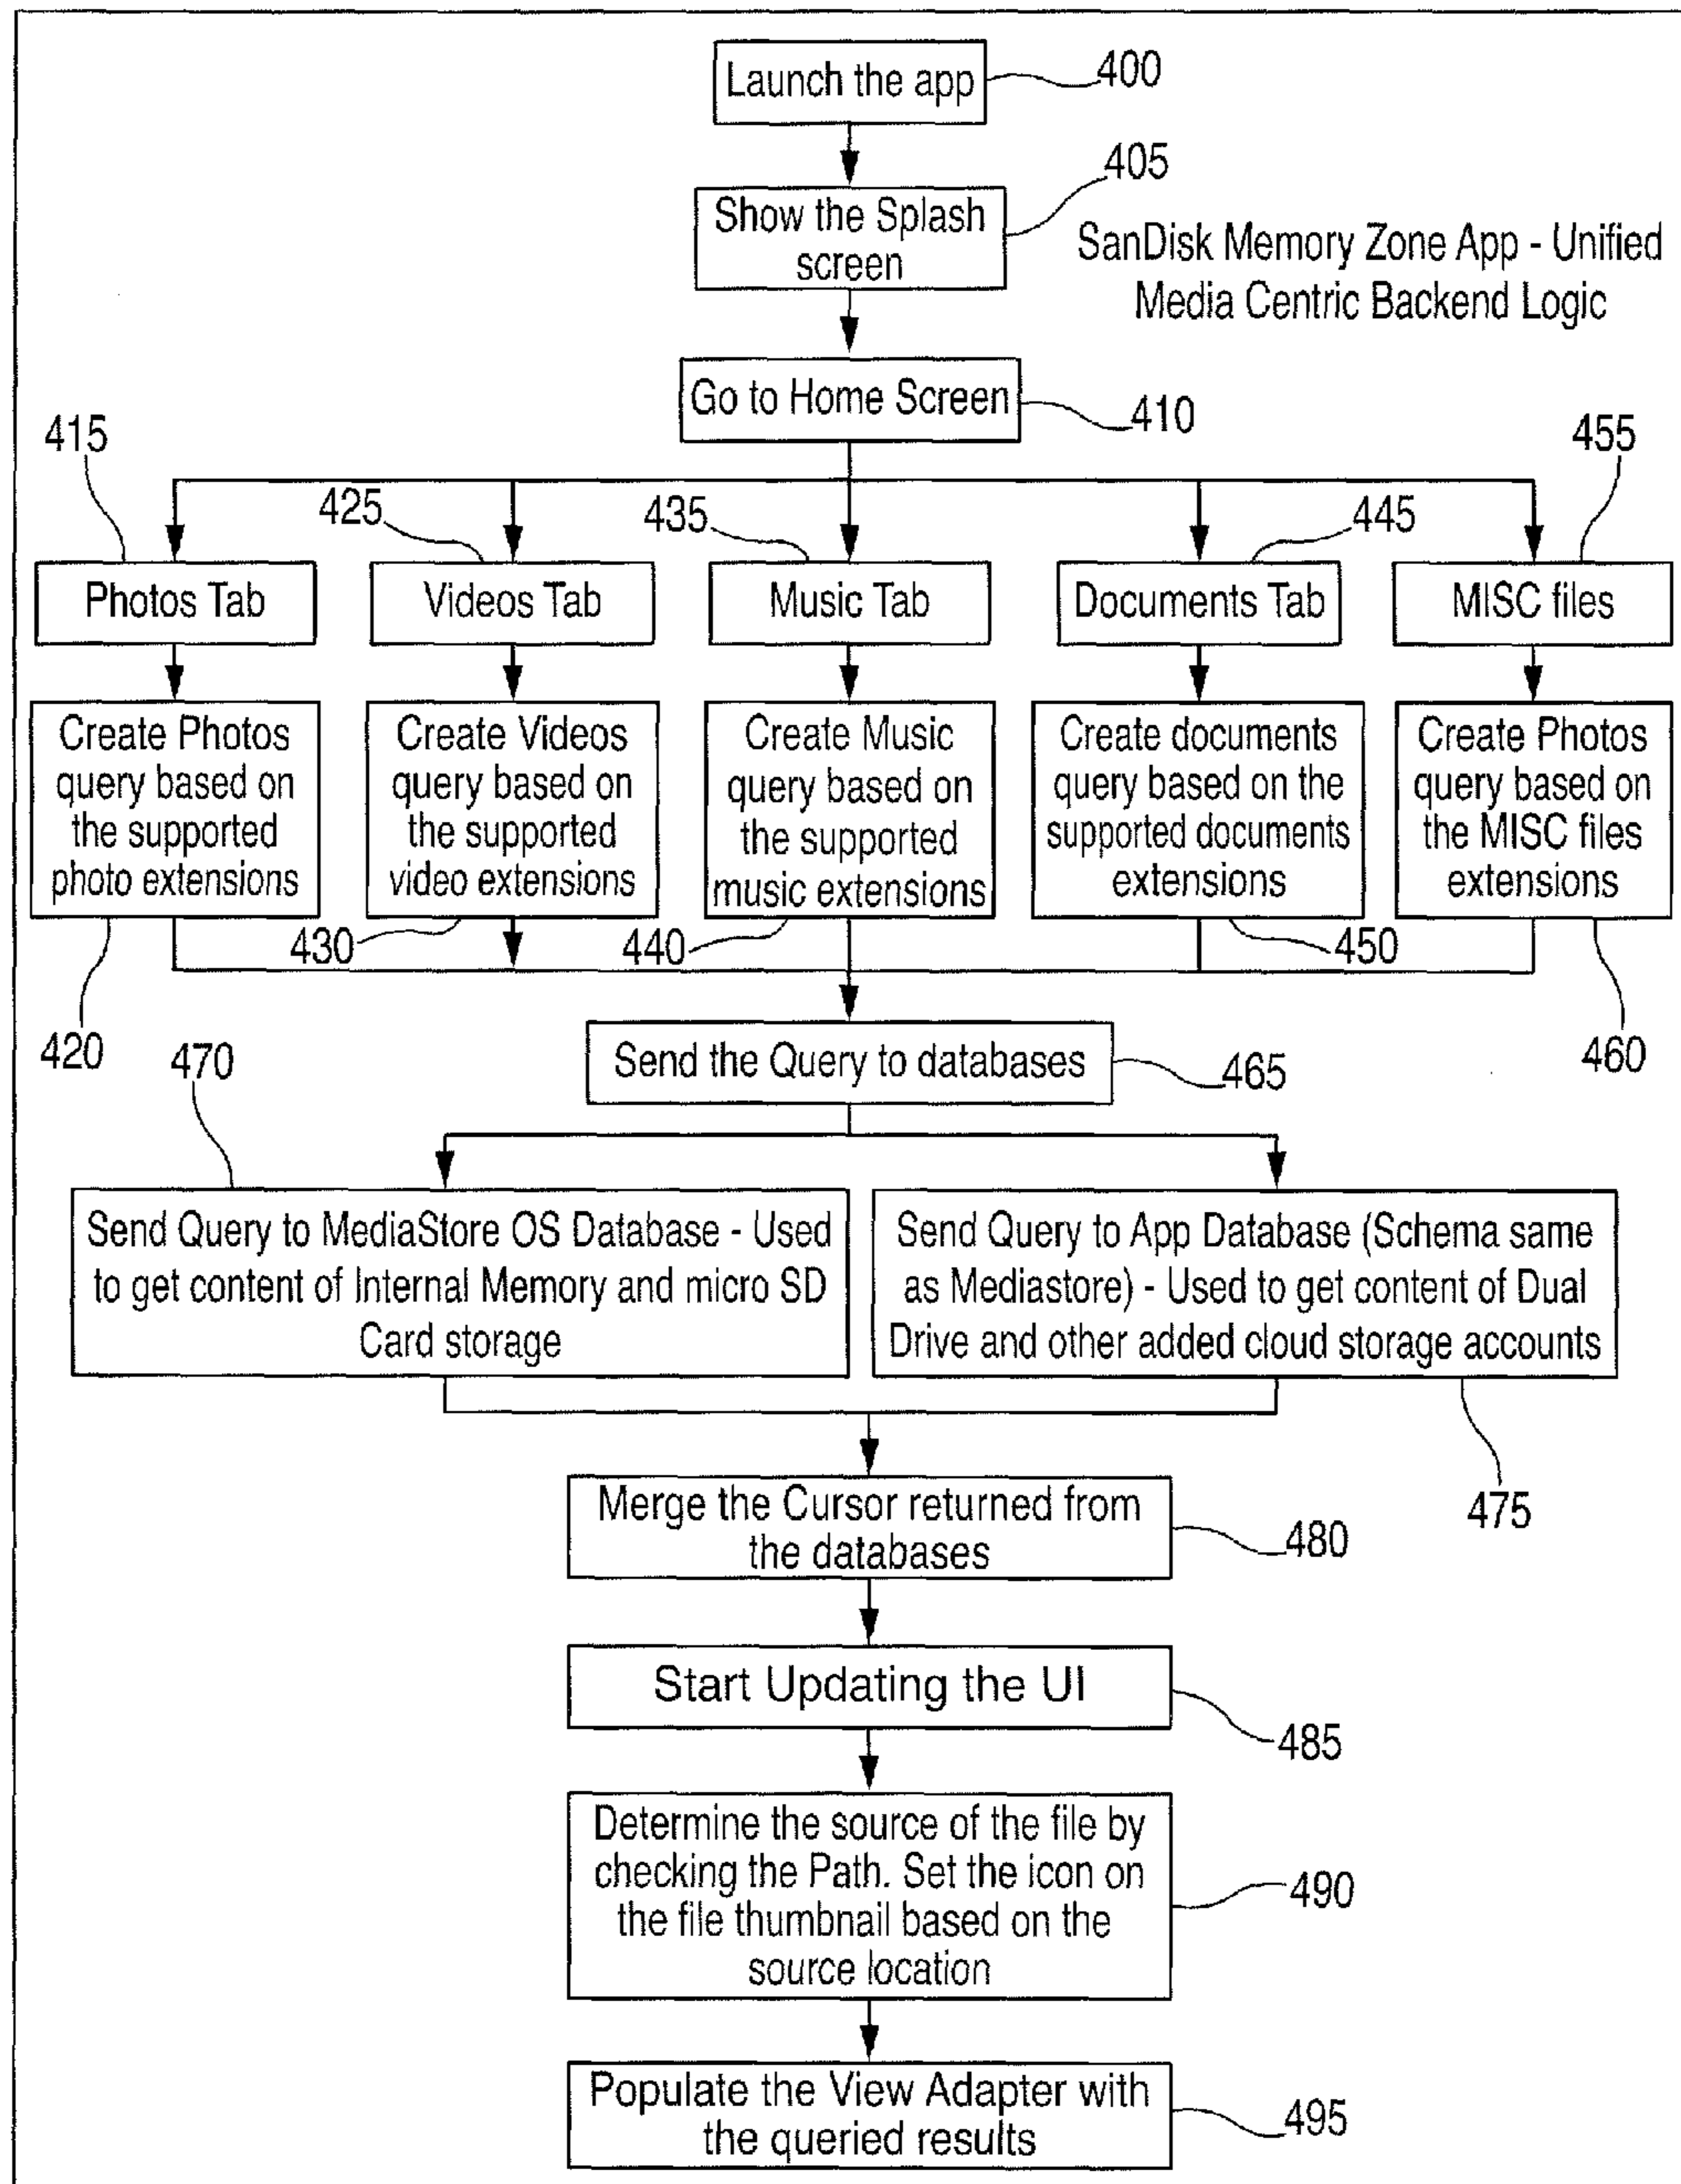 Launch the app
400
405
Show the Splash
screen
SanDisk Memory Zone App - Unified
Media Centric Backend Logic
Go to Home Screen
410
415
425
435
445
455
Photos Tab
Videos Tab
Music Tab
Documents Tab
MISC files
Create Photos
query based on
the supported
photo extensions
Create Videos
query based on
the supported
video extensions
Create Music
query based on
the supported
music extensions
Create documents
query based on the
supported documents
extensions
Create Photos
query based on
the MISC files
extensions
420
430
440
450
460
Send the Query to databases
465
470
Send Query to MediaStore OS Database - Used
to get content of Internal Memory and micro SD
Card storage
Send Query to App Database (Schema same
as Mediastore) - Used to get content of Dual
Drive and other added cloud storage accounts
475
Merge the Cursor returned from
the databases
480
Start Updating the UI
485
Determine the source of the file by
checking the Path. Set the icon on
the file thumbnail based on the
source location
490
Populate the View Adapter with
the queried results
495